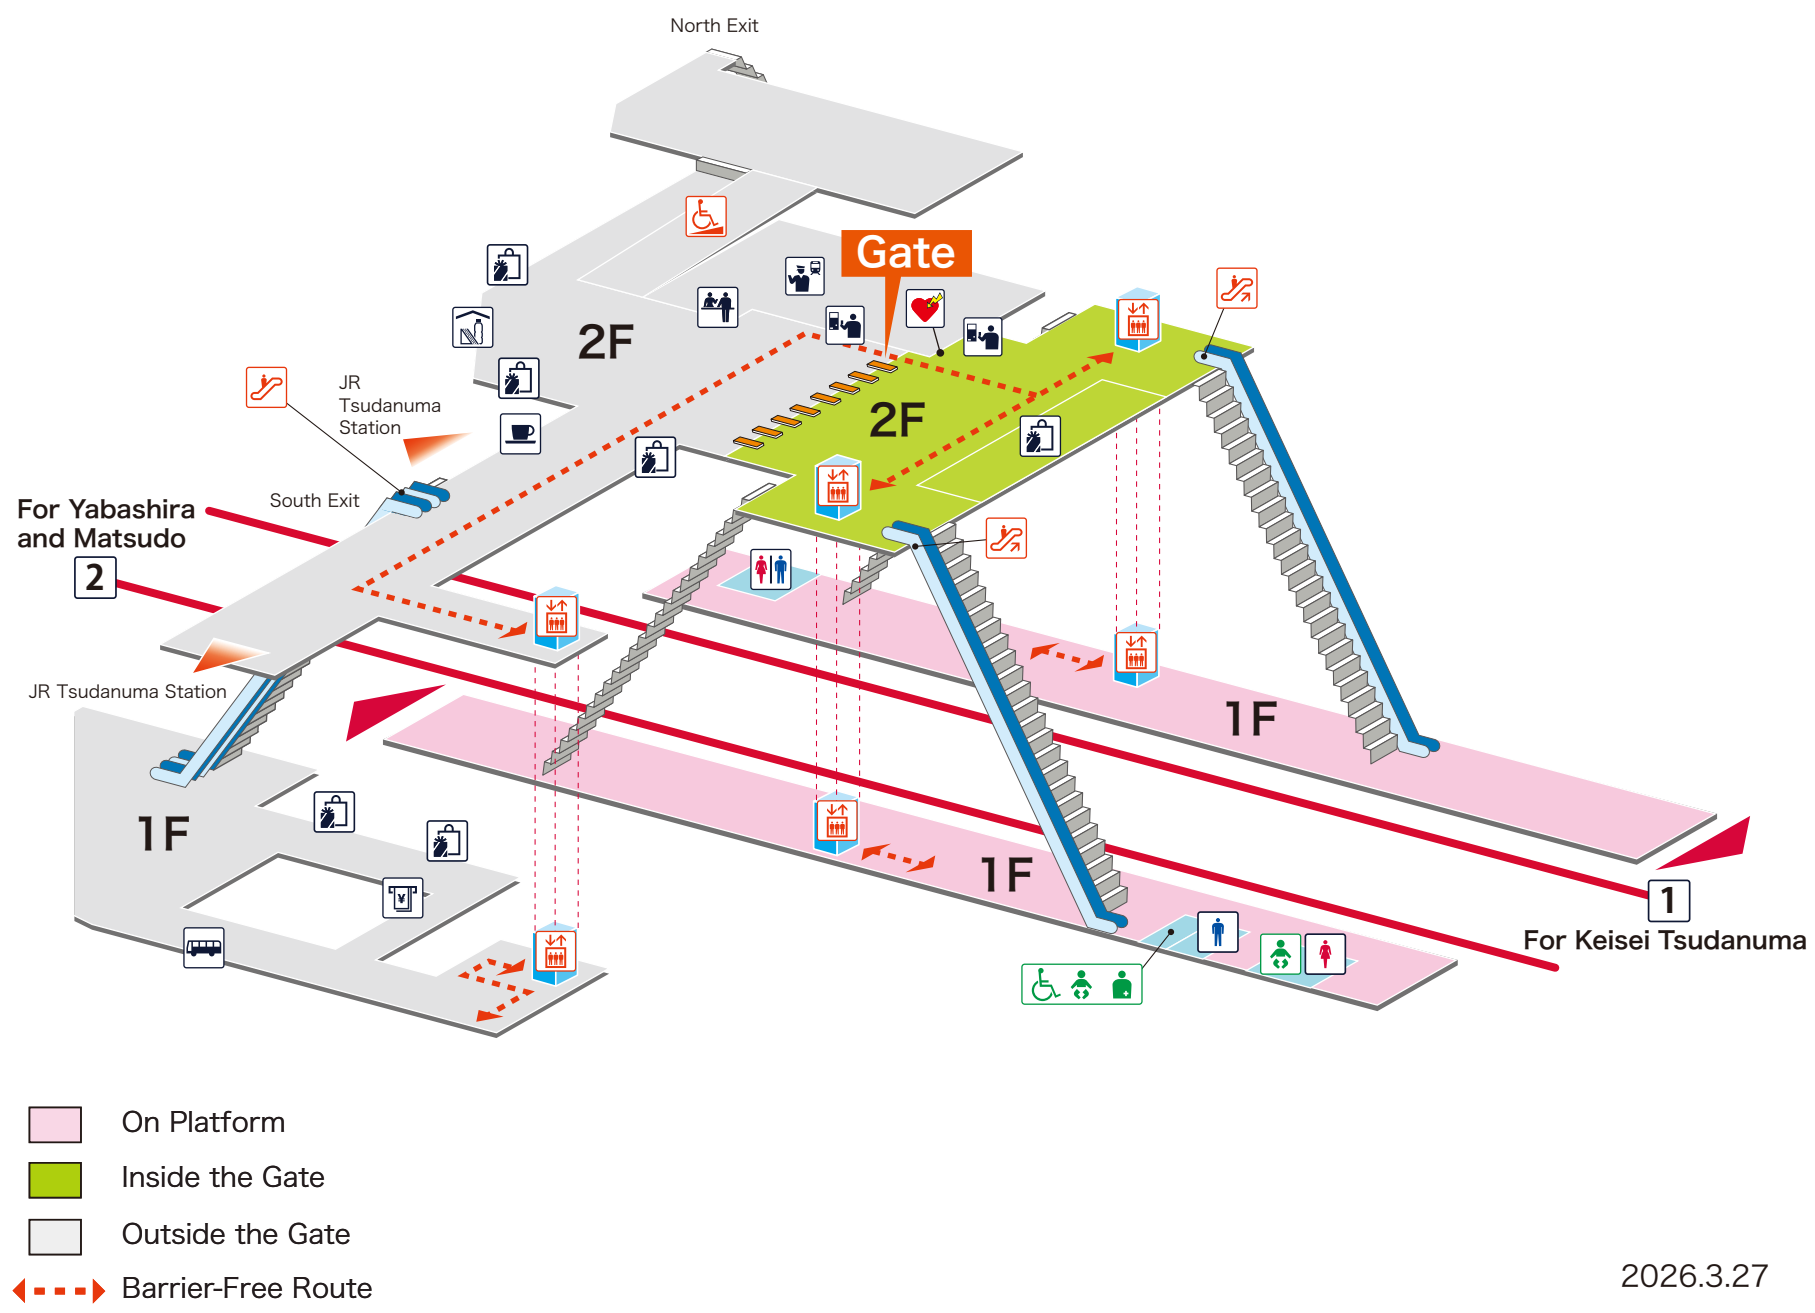 North Exit
Gate
2F
JR
Tsudanuma
Station
2F
South Exit
For Yabashira
and Matsudo
2
JR Tsudanuma Station
1F
1F
1F
¥
1
For Keisei Tsudanuma
On Platform
Inside the Gate
Outside the Gate
Barrier-Free Route
2026.3.27